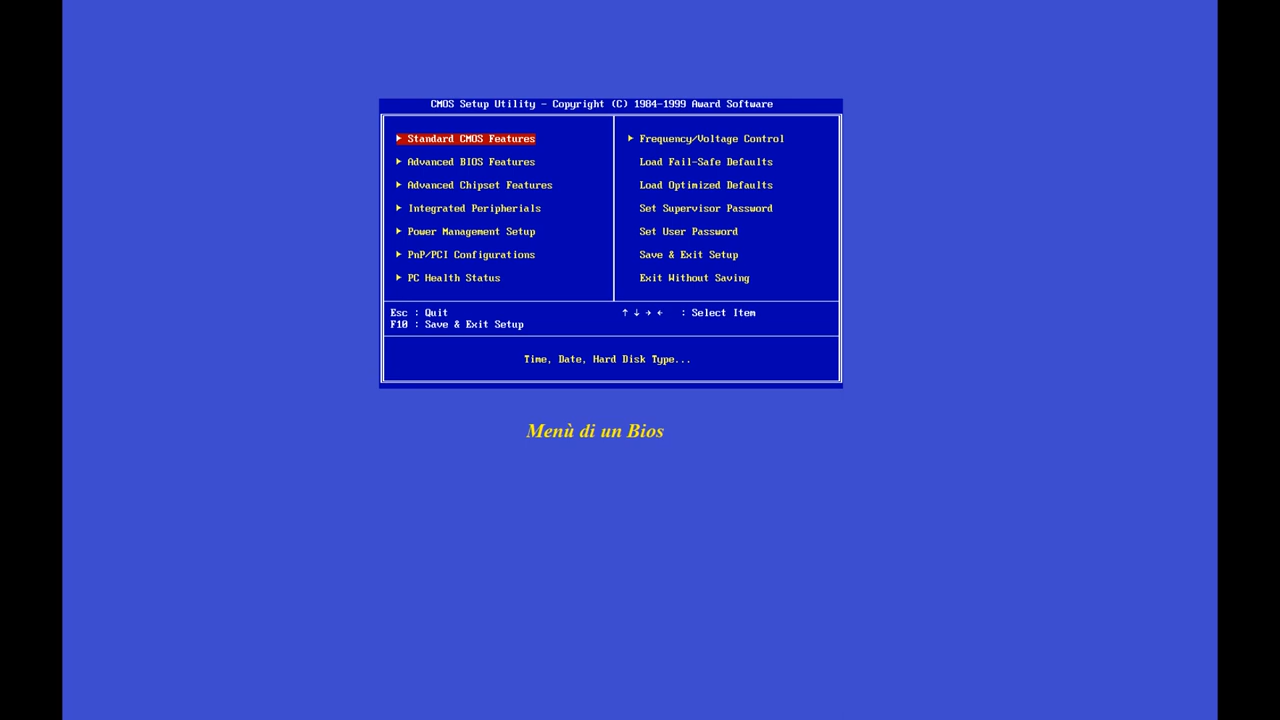 CMOS Setup Utility - Copyright (C) 1984-1999 Award Software
▶ Standard CMOS Features
▶ Advanced BIOS Features
▶ Advanced Chipset Features
▶ Integrated Peripherials
▶ Power Management Setup
▶ PnP/PCI Configurations
▶ PC Health Status
▶ Frequency/Voltage Control
Load Fail-Safe Defaults
Load Optimized Defaults
Set Supervisor Password
Set User Password
Save & Exit Setup
Exit Without Saving
Esc : Quit
F10 : Save & Exit Setup
↑ ↓ → ← : Select Item
Time, Date, Hard Disk Type...
Menù di un Bios